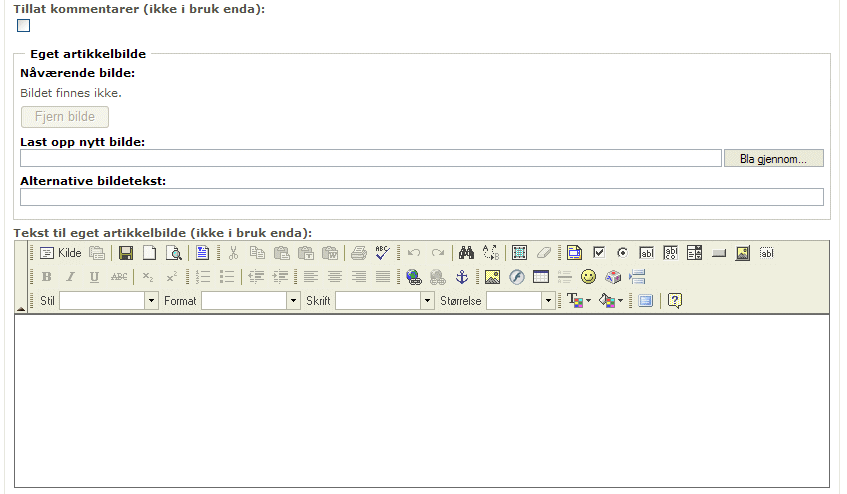 Tillat kommentarer (ikke i bruk enda):
Eget artikkelbilde
Nåværende bilde:
Bildet finnes ikke.
Fjern bilde
Last opp nytt bilde:
Bla gjennom...
Alternative bildetekst:
Tekst til eget artikkelbilde (ikke i bruk enda):
Kilde
Stil Format Skrift Størrelse